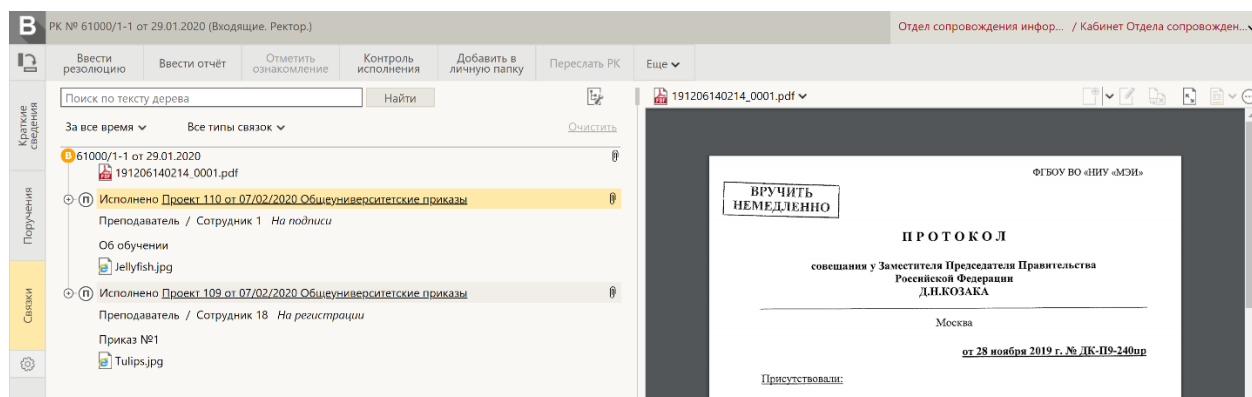 В
РК № 61000/1-1 от 29.01.2020 (Входящие. Ректор.)
Отдел сопровождения инфор... / Кабинет Отдела сопровожден...
Ввести резолюцию
Ввести отчёт
Отметить ознакомление
Контроль исполнения
Добавить в личную папку
Переслать РК
Еще
Краткие сведения
Поручения
Связки
Поиск по тексту дерева
Найти
За все время
Все типы связок
Очистить
В 61000/1-1 от 29.01.2020
191206140214_0001.pdf
П Исполнено Проект 110 от 07/02/2020 Общеуниверситетские приказы
Преподаватель / Сотрудник 1 На подписи
Об обучении
Jellyfish.jpg
П Исполнено Проект 109 от 07/02/2020 Общеуниверситетские приказы
Преподаватель / Сотрудник 18 На регистрации
Приказ №1
Tulips.jpg
191206140214_0001.pdf
ФГБОУ ВО «НИУ «МЭИ»
ВРУЧИТЬ
НЕМЕДЛЕННО
ПРОТОКОЛ
совещания у Заместителя Председателя Правительства
Российской Федерации
Д.Н.КОЗАКА
Москва
от 28 ноября 2019 г. № ДК-П9-240пр
Присутствовали: